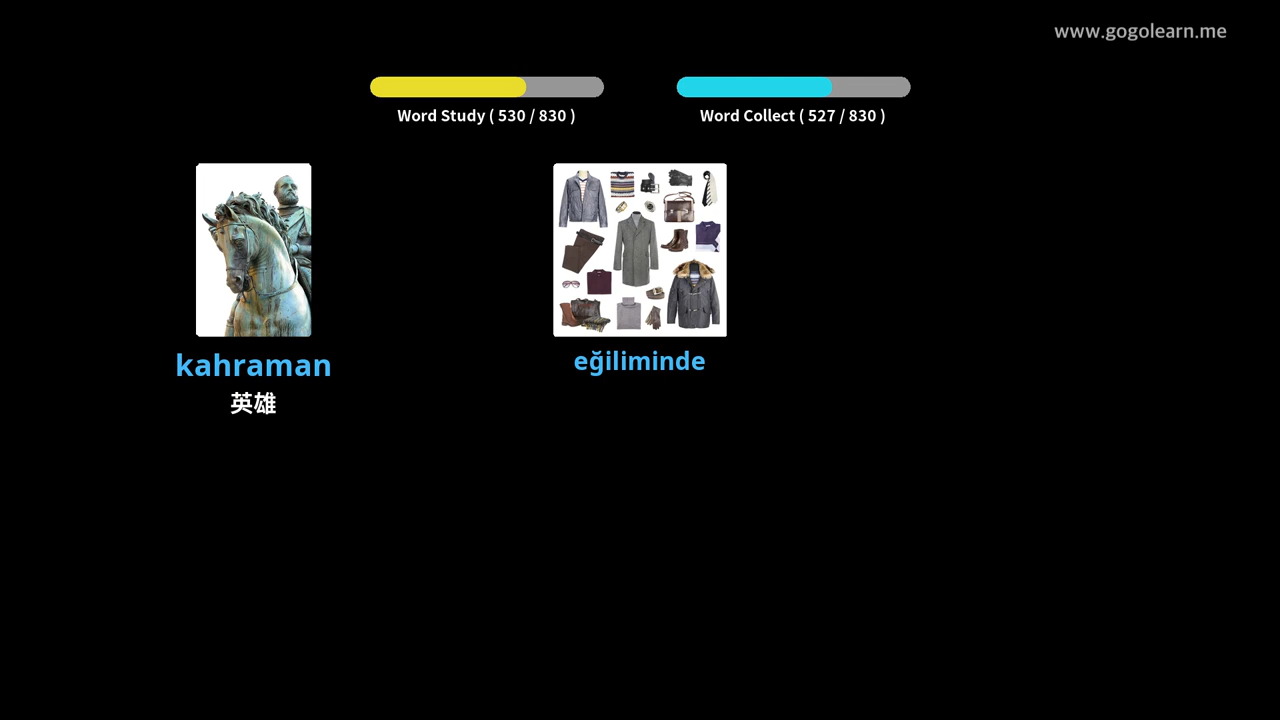 www.gogolearn.me
Word Study ( 530 / 830 )
Word Collect ( 527 / 830 )
kahraman
英雄
eğiliminde